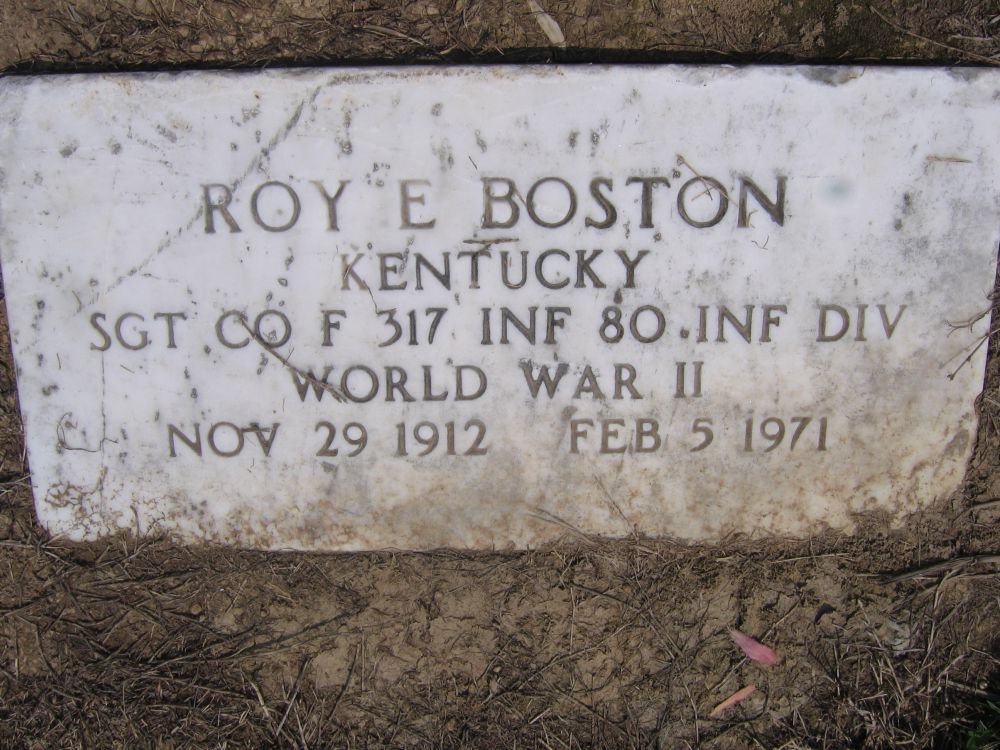 ROY E BOSTON
KENTUCKY
SGT CO F 317 INF 80 INF DIV
WORLD WAR II
NOV 29 1912 FEB 5 1971